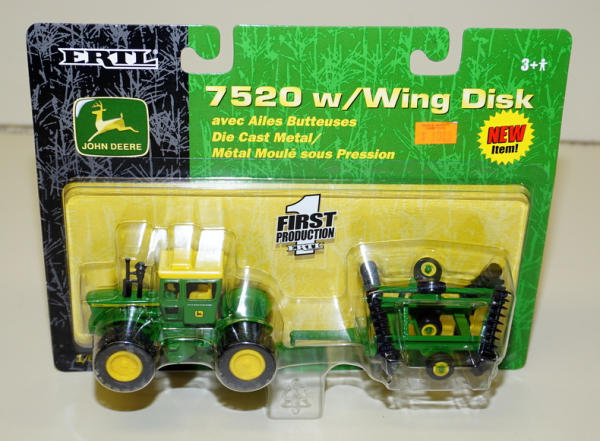 ERTL
JOHN DEERE
7520 w/Wing Disk
avec Ailes Butteuses
Die Cast Metal/
Métal Moulé sous Pression
3+
NEW
Item!
1
FIRST
PRODUCTION
ERTL